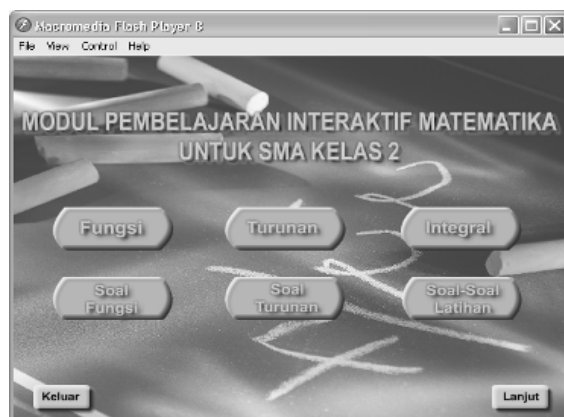 Macromedia Flash Player 8
File View Control Help
MODUL PEMBELAJARAN INTERAKTIF MATEMATIKA
UNTUK SMA KELAS 2
Fungsi Turunan Integral
Soal Soal Soal-Soal
Fungsi Turunan Latihan
Keluar Lanjut